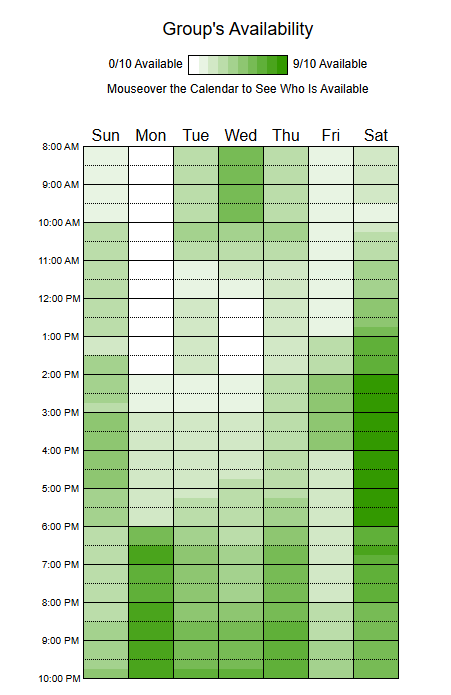 Group's Availability
0/10 Available 9/10 Available
Mouseover the Calendar to See Who Is Available
Sun Mon Tue Wed Thu Fri Sat
8:00 AM
9:00 AM
10:00 AM
11:00 AM
12:00 PM
1:00 PM
2:00 PM
3:00 PM
4:00 PM
5:00 PM
6:00 PM
7:00 PM
8:00 PM
9:00 PM
10:00 PM